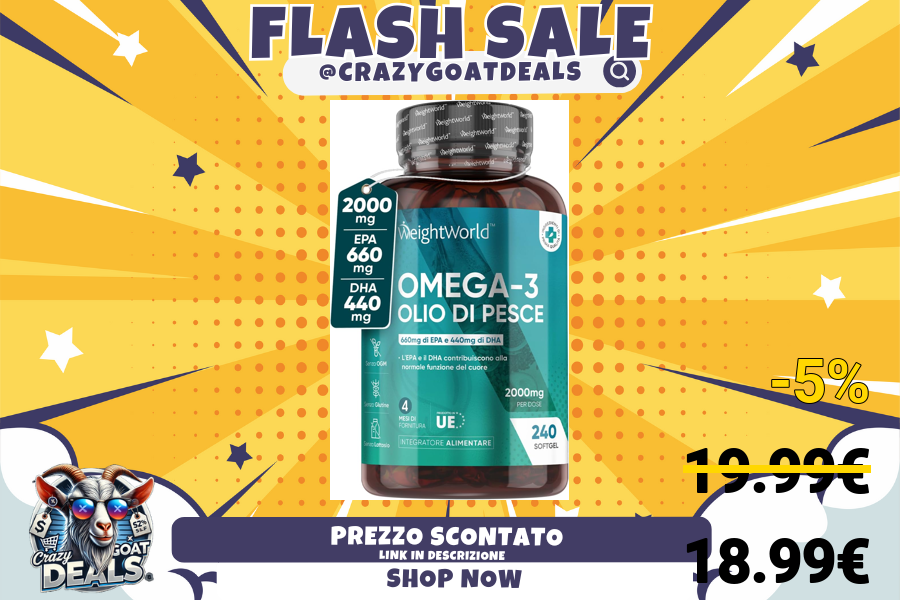 FLASH SALE
@CRAZYGOATDEALS
WeightWorld
2000
mg
EPA
660
mg
DHA
440
mg
WeightWorld™
OMEGA-3
OLIO DI PESCE
660mg di EPA e 440mg di DHA
• L'EPA e il DHA contribuiscono alla
normale funzione del cuore
2000mg
PER DOSE
4
MESI DI
FORNITURA
UE
INTEGRATORE ALIMENTARE
240
SOFTGEL
-5%
19.99€
18.99€
$
52%
Crazy
GOAT
DEALS
PREZZO SCONTATO
LINK IN DESCRIZIONE
SHOP NOW